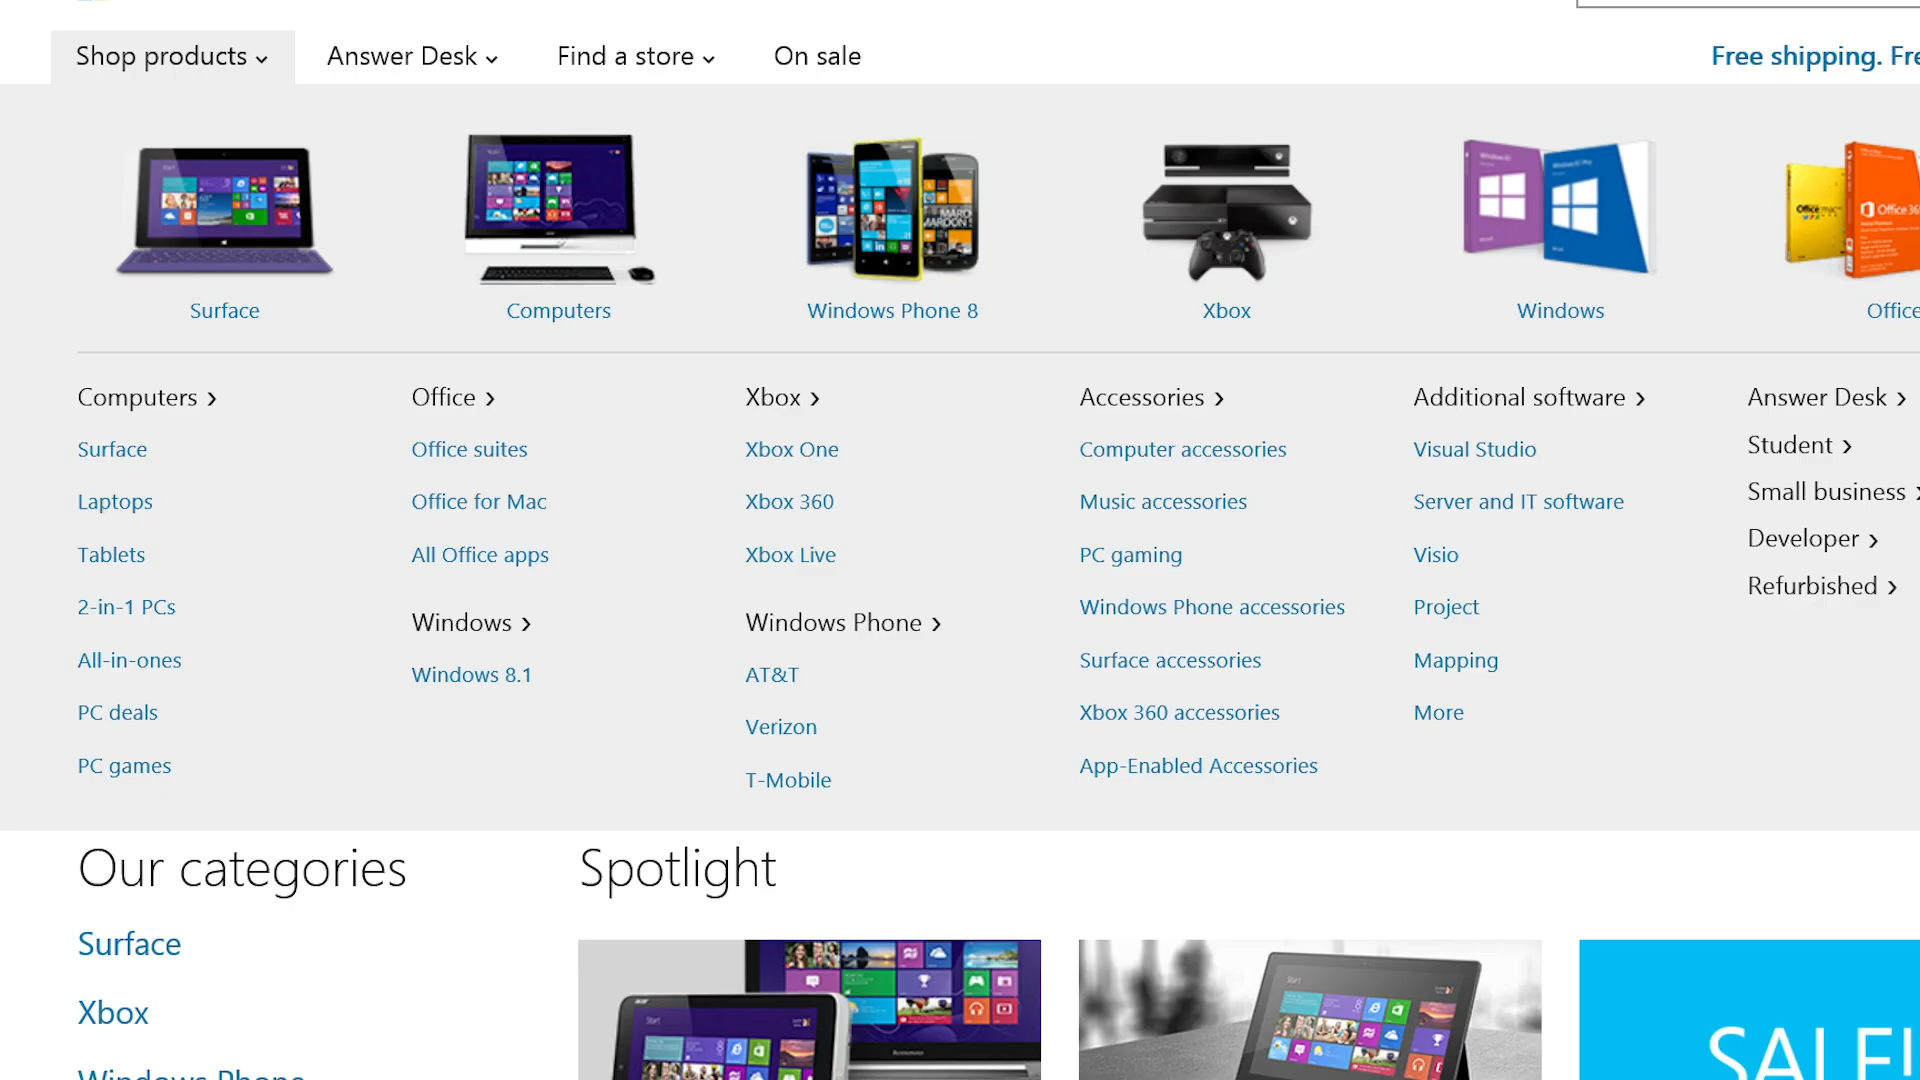 Shop products
Answer Desk
Find a store
On sale
Free shipping. Fre
Surface
Computers
Windows Phone 8
Xbox
Windows
Office
Computers
Surface
Laptops
Tablets
2-in-1 PCs
All-in-ones
PC deals
PC games
Office
Office suites
Office for Mac
All Office apps
Windows
Windows 8.1
Xbox
Xbox One
Xbox 360
Xbox Live
Windows Phone
AT&T
Verizon
T-Mobile
Accessories
Computer accessories
Music accessories
PC gaming
Windows Phone accessories
Surface accessories
Xbox 360 accessories
App-Enabled Accessories
Additional software
Visual Studio
Server and IT software
Visio
Project
Mapping
More
Answer Desk
Student
Small business
Developer
Refurbished
Our categories
Surface
Xbox
Windows Phone
Spotlight
Start
Start
SALE!